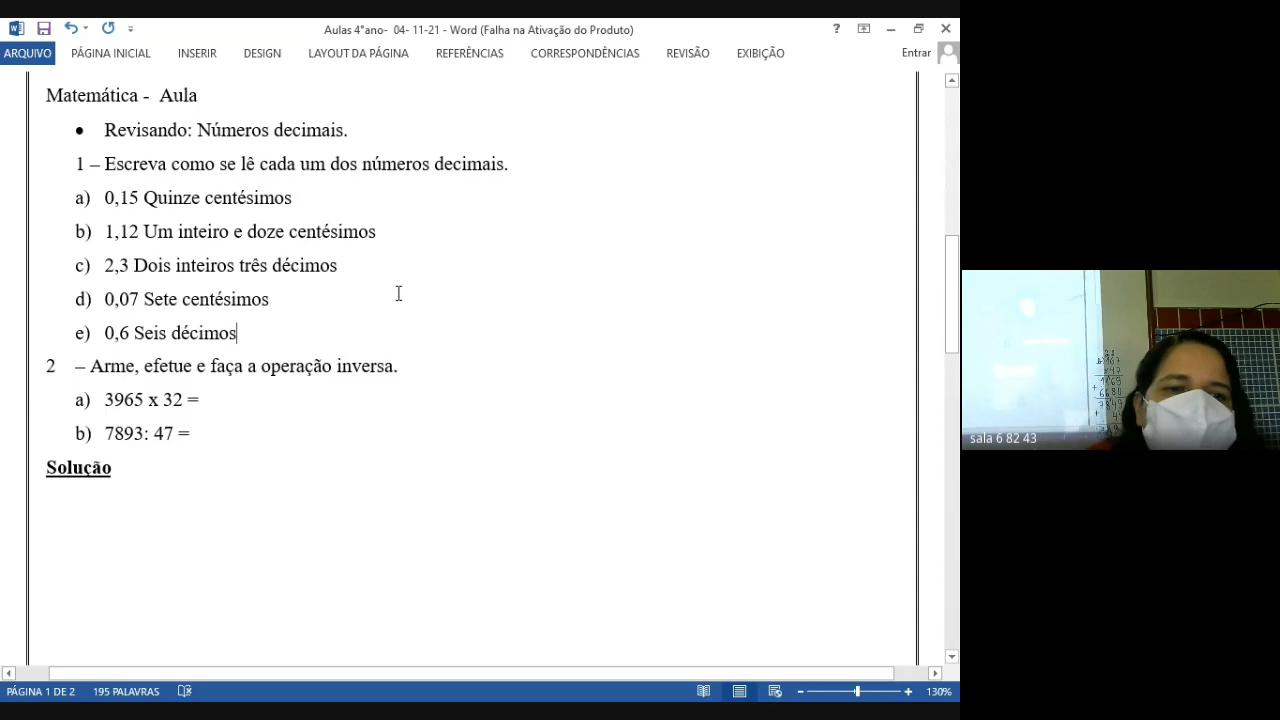 Aulas 4°ano- 04- 11-21 - Word (Falha na Ativação do Produto)
ARQUIVO PÁGINA INICIAL INSERIR DESIGN LAYOUT DA PÁGINA REFERÊNCIAS CORRESPONDÊNCIAS REVISÃO EXIBIÇÃO Entrar
Matemática - Aula
• Revisando: Números decimais.
1 – Escreva como se lê cada um dos números decimais.
a) 0,15 Quinze centésimos
b) 1,12 Um inteiro e doze centésimos
c) 2,3 Dois inteiros três décimos
d) 0,07 Sete centésimos
e) 0,6 Seis décimos
2 – Arme, efetue e faça a operação inversa.
a) 3965 x 32 =
b) 7893: 47 =
Solução
PÁGINA 1 DE 2 195 PALAVRAS 130%
sala 6 82 43